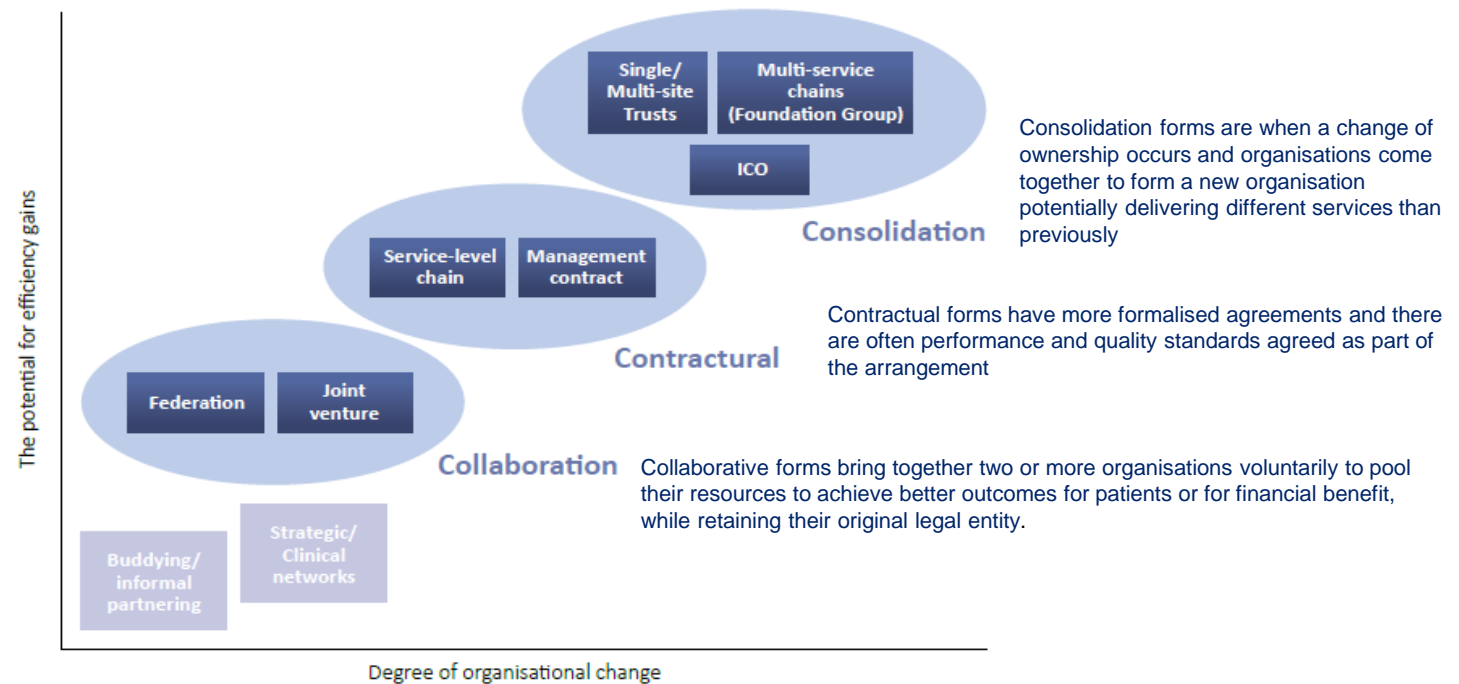 Single/
Multi-site
Trusts
Multi-service
chains
(Foundation Group)
ICO
Consolidation
Consolidation forms are when a change of
ownership occurs and organisations come
together to form a new organisation
potentially delivering different services than
previously
Service-level
chain
Management
contract
Contractural
Contractual forms have more formalised agreements and there
are often performance and quality standards agreed as part of
the arrangement
Federation
Joint
venture
Collaboration
Collaborative forms bring together two or more organisations voluntarily to pool
their resources to achieve better outcomes for patients or for financial benefit,
while retaining their original legal entity.
Strategic/
Clinical
networks
Buddying/
informal
partnering
The potential for efficiency gains
Degree of organisational change